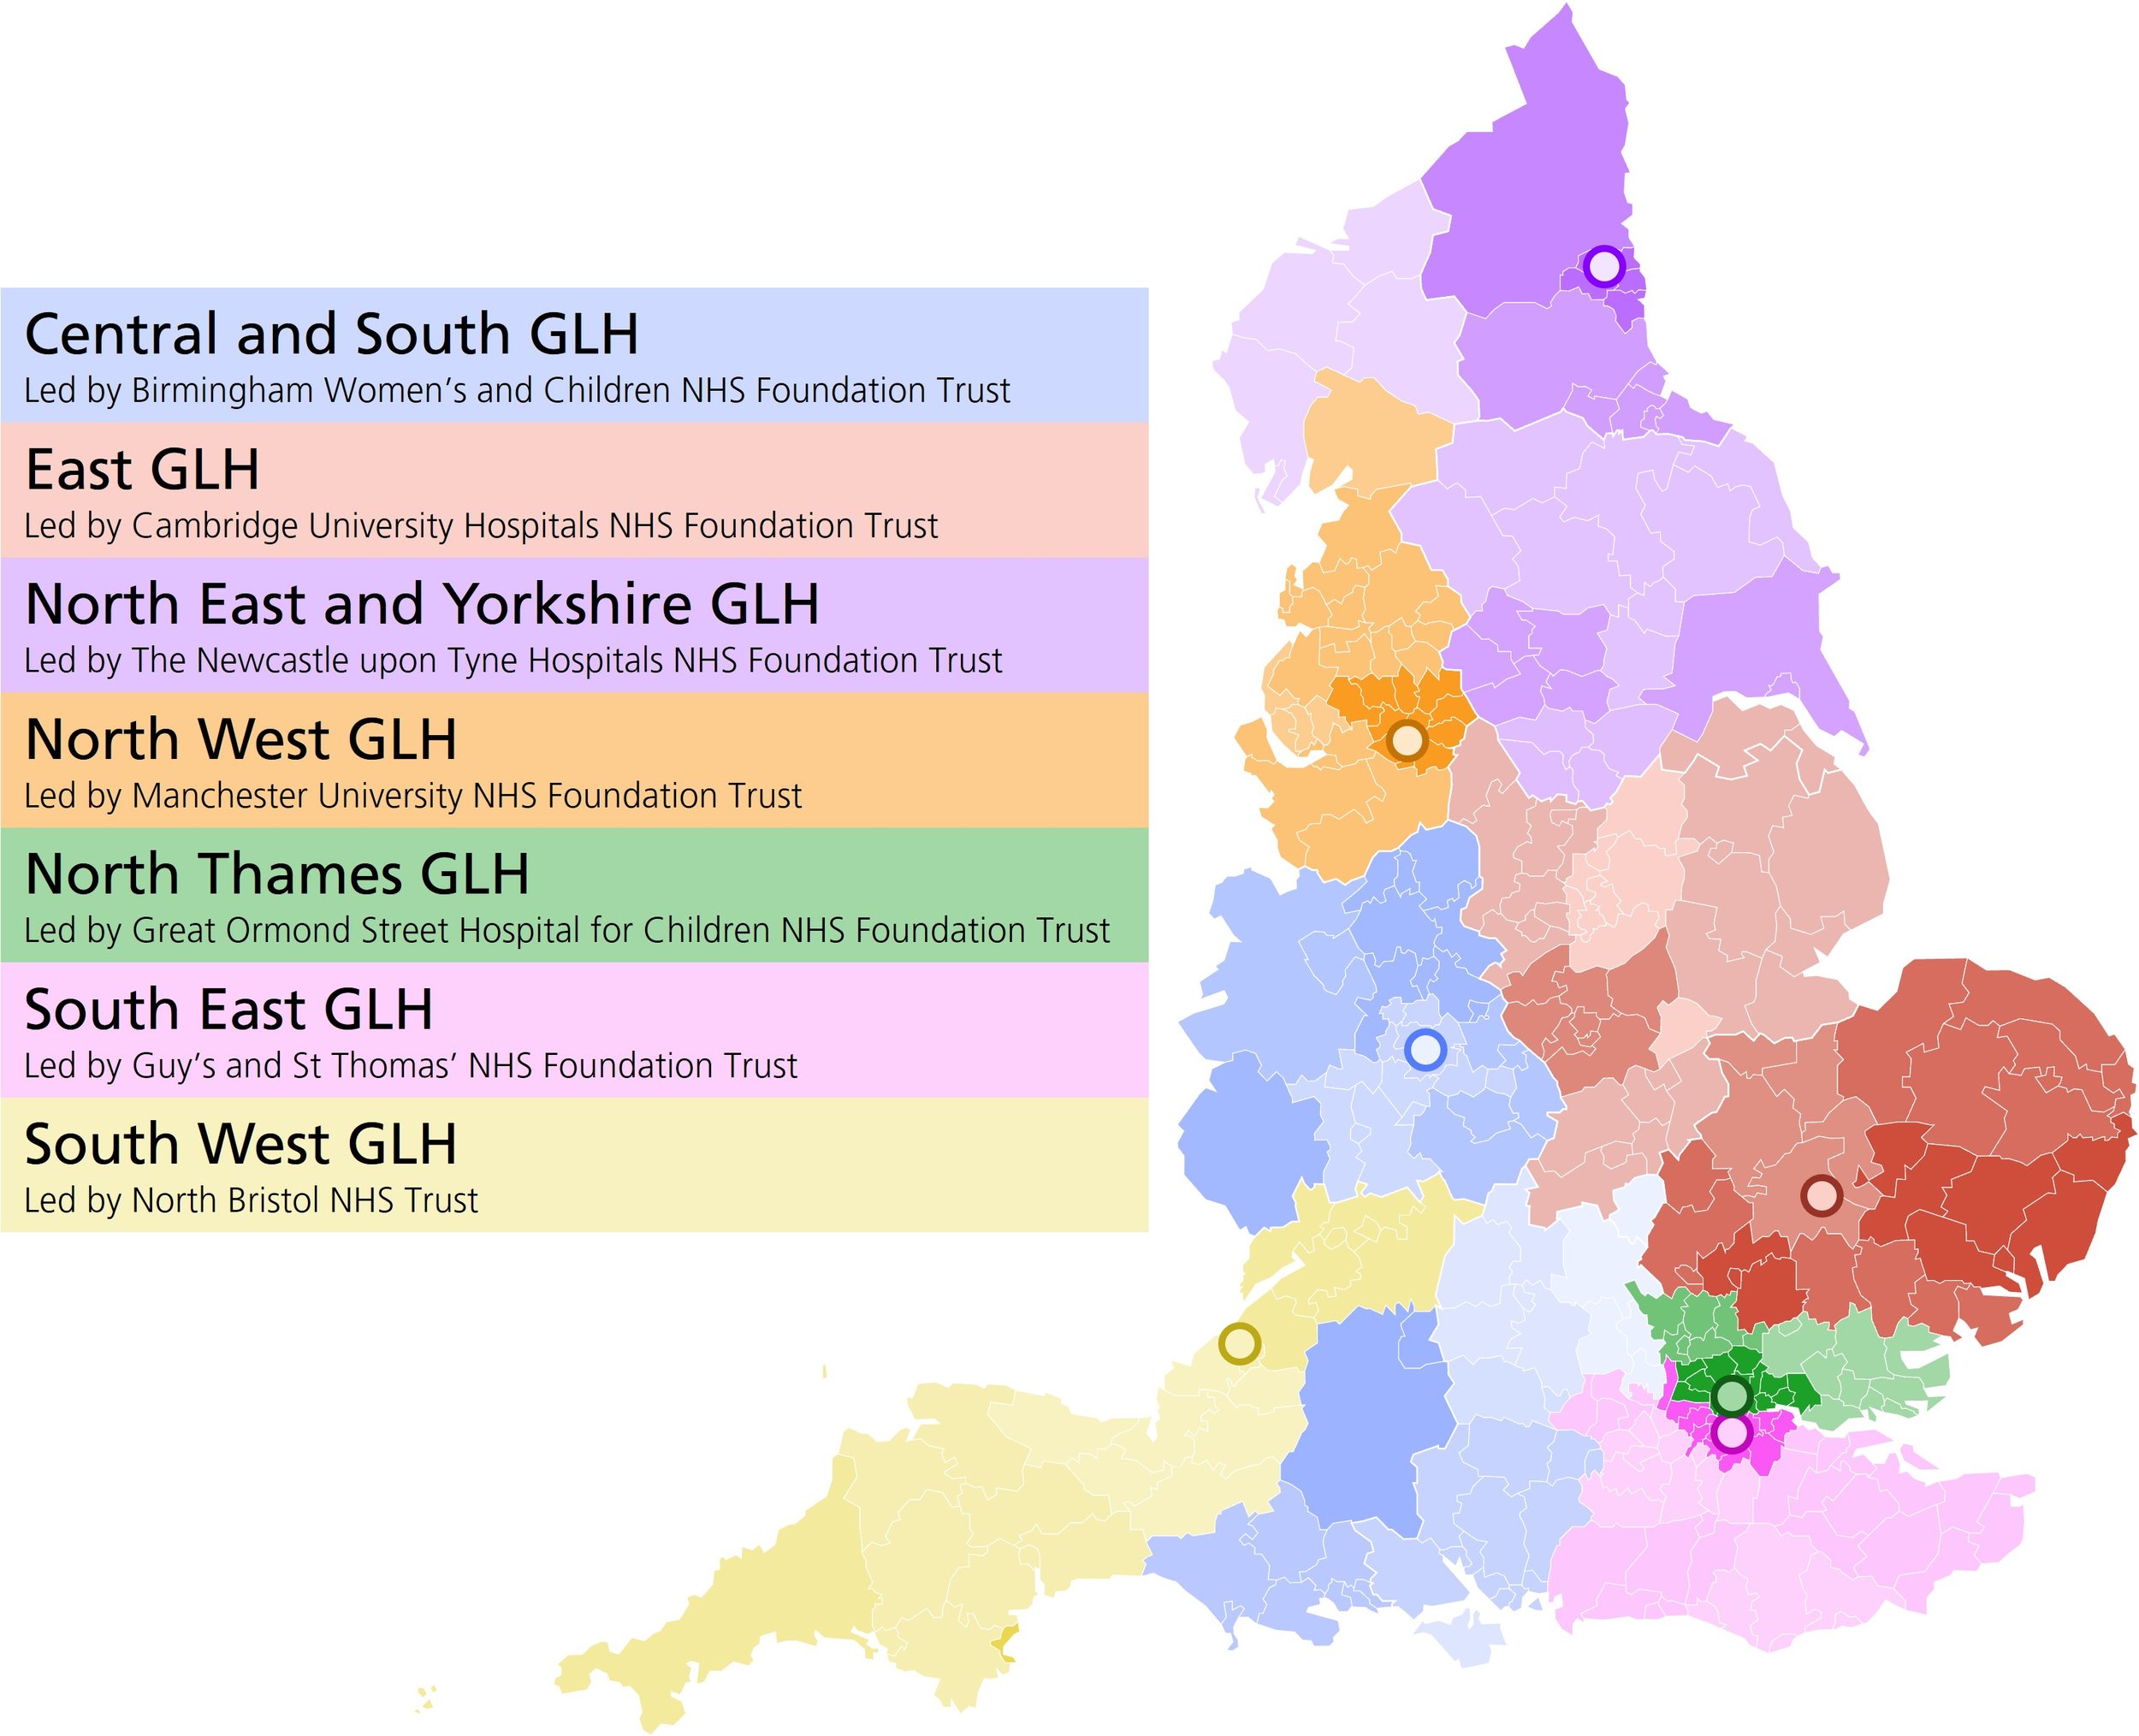 Central and South GLH
Led by Birmingham Women’s and Children NHS Foundation Trust
East GLH
Led by Cambridge University Hospitals NHS Foundation Trust
North East and Yorkshire GLH
Led by The Newcastle upon Tyne Hospitals NHS Foundation Trust
North West GLH
Led by Manchester University NHS Foundation Trust
North Thames GLH
Led by Great Ormond Street Hospital for Children NHS Foundation Trust
South East GLH
Led by Guy’s and St Thomas’ NHS Foundation Trust
South West GLH
Led by North Bristol NHS Trust